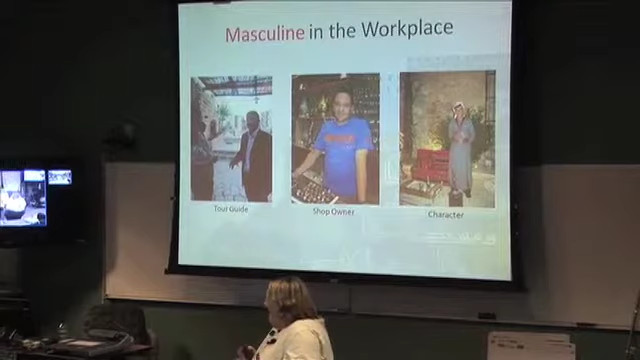 Masculine in the Workplace
Tour Guide
Shop Owner
Character